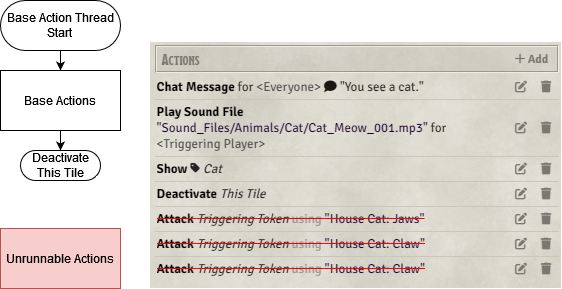 Base Action Thread
Start
Base Actions
Deactivate
This Tile
Unrunnable Actions
ACTIONS
+ Add
Chat Message for <Everyone> "You see a cat."
Play Sound File
"Sound_Files/Animals/Cat/Cat_Meow_001.mp3" for
<Triggering Player>
Show Cat
Deactivate This Tile
Attack Triggering Token using "House Cat: Jaws"
Attack Triggering Token using "House Cat: Claw"
Attack Triggering Token using "House Cat: Claw"